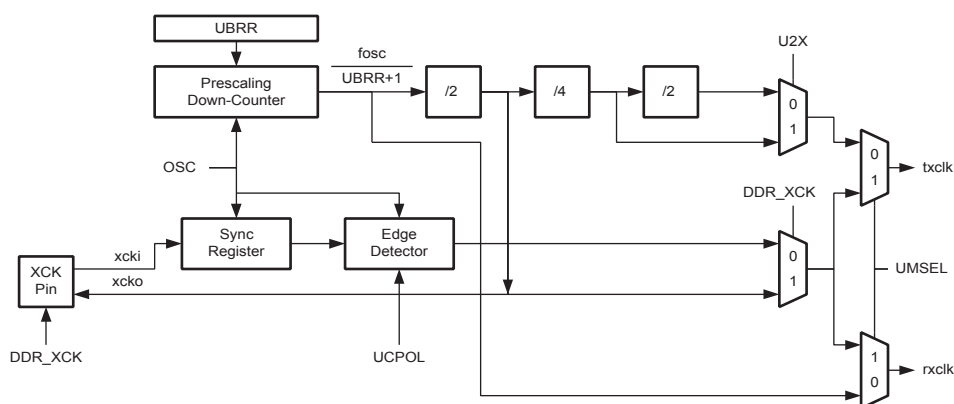 UBRR
U2X
fosc
UBRR+1
Prescaling
Down-Counter
/2
/4
/2
0
1
OSC
0
1
txclk
DDR_XCK
Sync
Register
Edge
Detector
xcki
0
1
UMSEL
XCK
Pin
xcko
DDR_XCK
UCPOL
1
0
rxclk